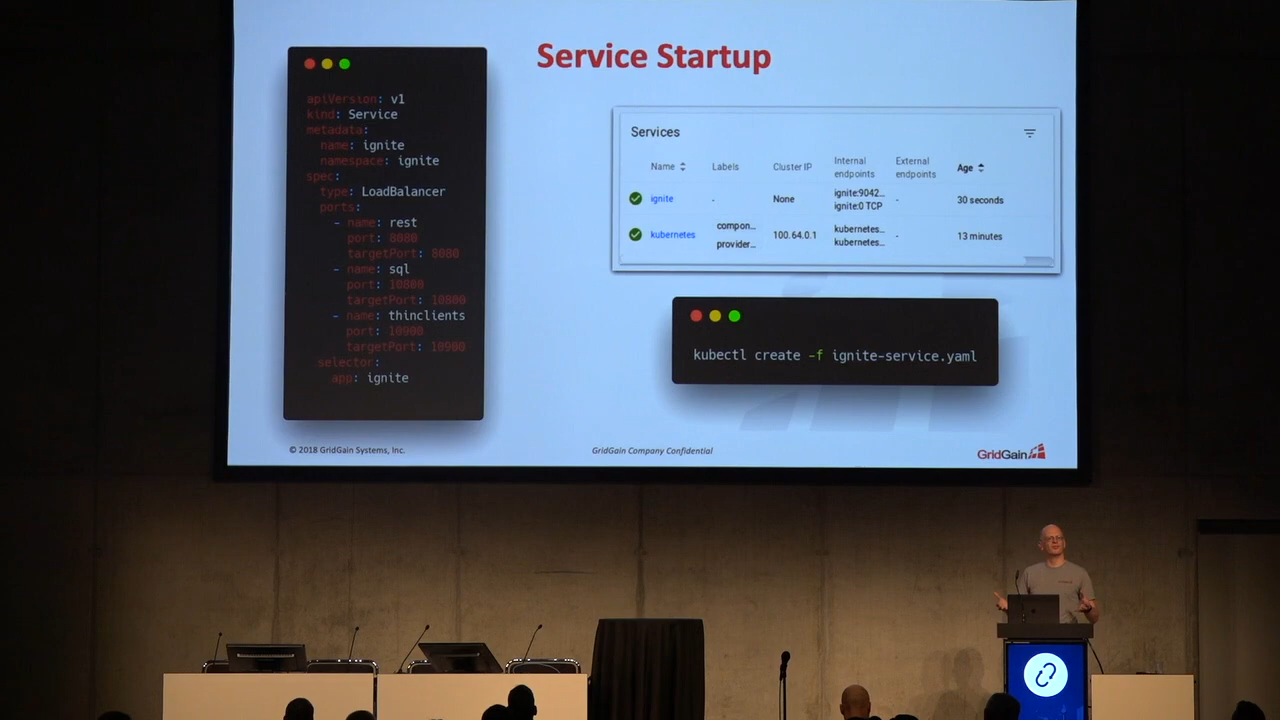 Service Startup
apiVersion: v1
kind: Service
metadata:
name: ignite
namespace: ignite
spec:
type: LoadBalancer
ports:
- name: rest
port: 8080
targetPort: 8080
- name: sql
port: 10800
targetPort: 10800
- name: thinclients
port: 10900
targetPort: 10900
selector:
app: ignite
Services
Name Labels Cluster IP Internal endpoints External endpoints Age
ignite - None ignite:9042... ignite:0 TCP - 30 seconds
kubernetes compon... provider... 100.64.0.1 kubernetes... kubernetes... - 13 minutes
kubectl create -f ignite-service.yaml
© 2018 GridGain Systems, Inc.
GridGain Company Confidential
GridGain